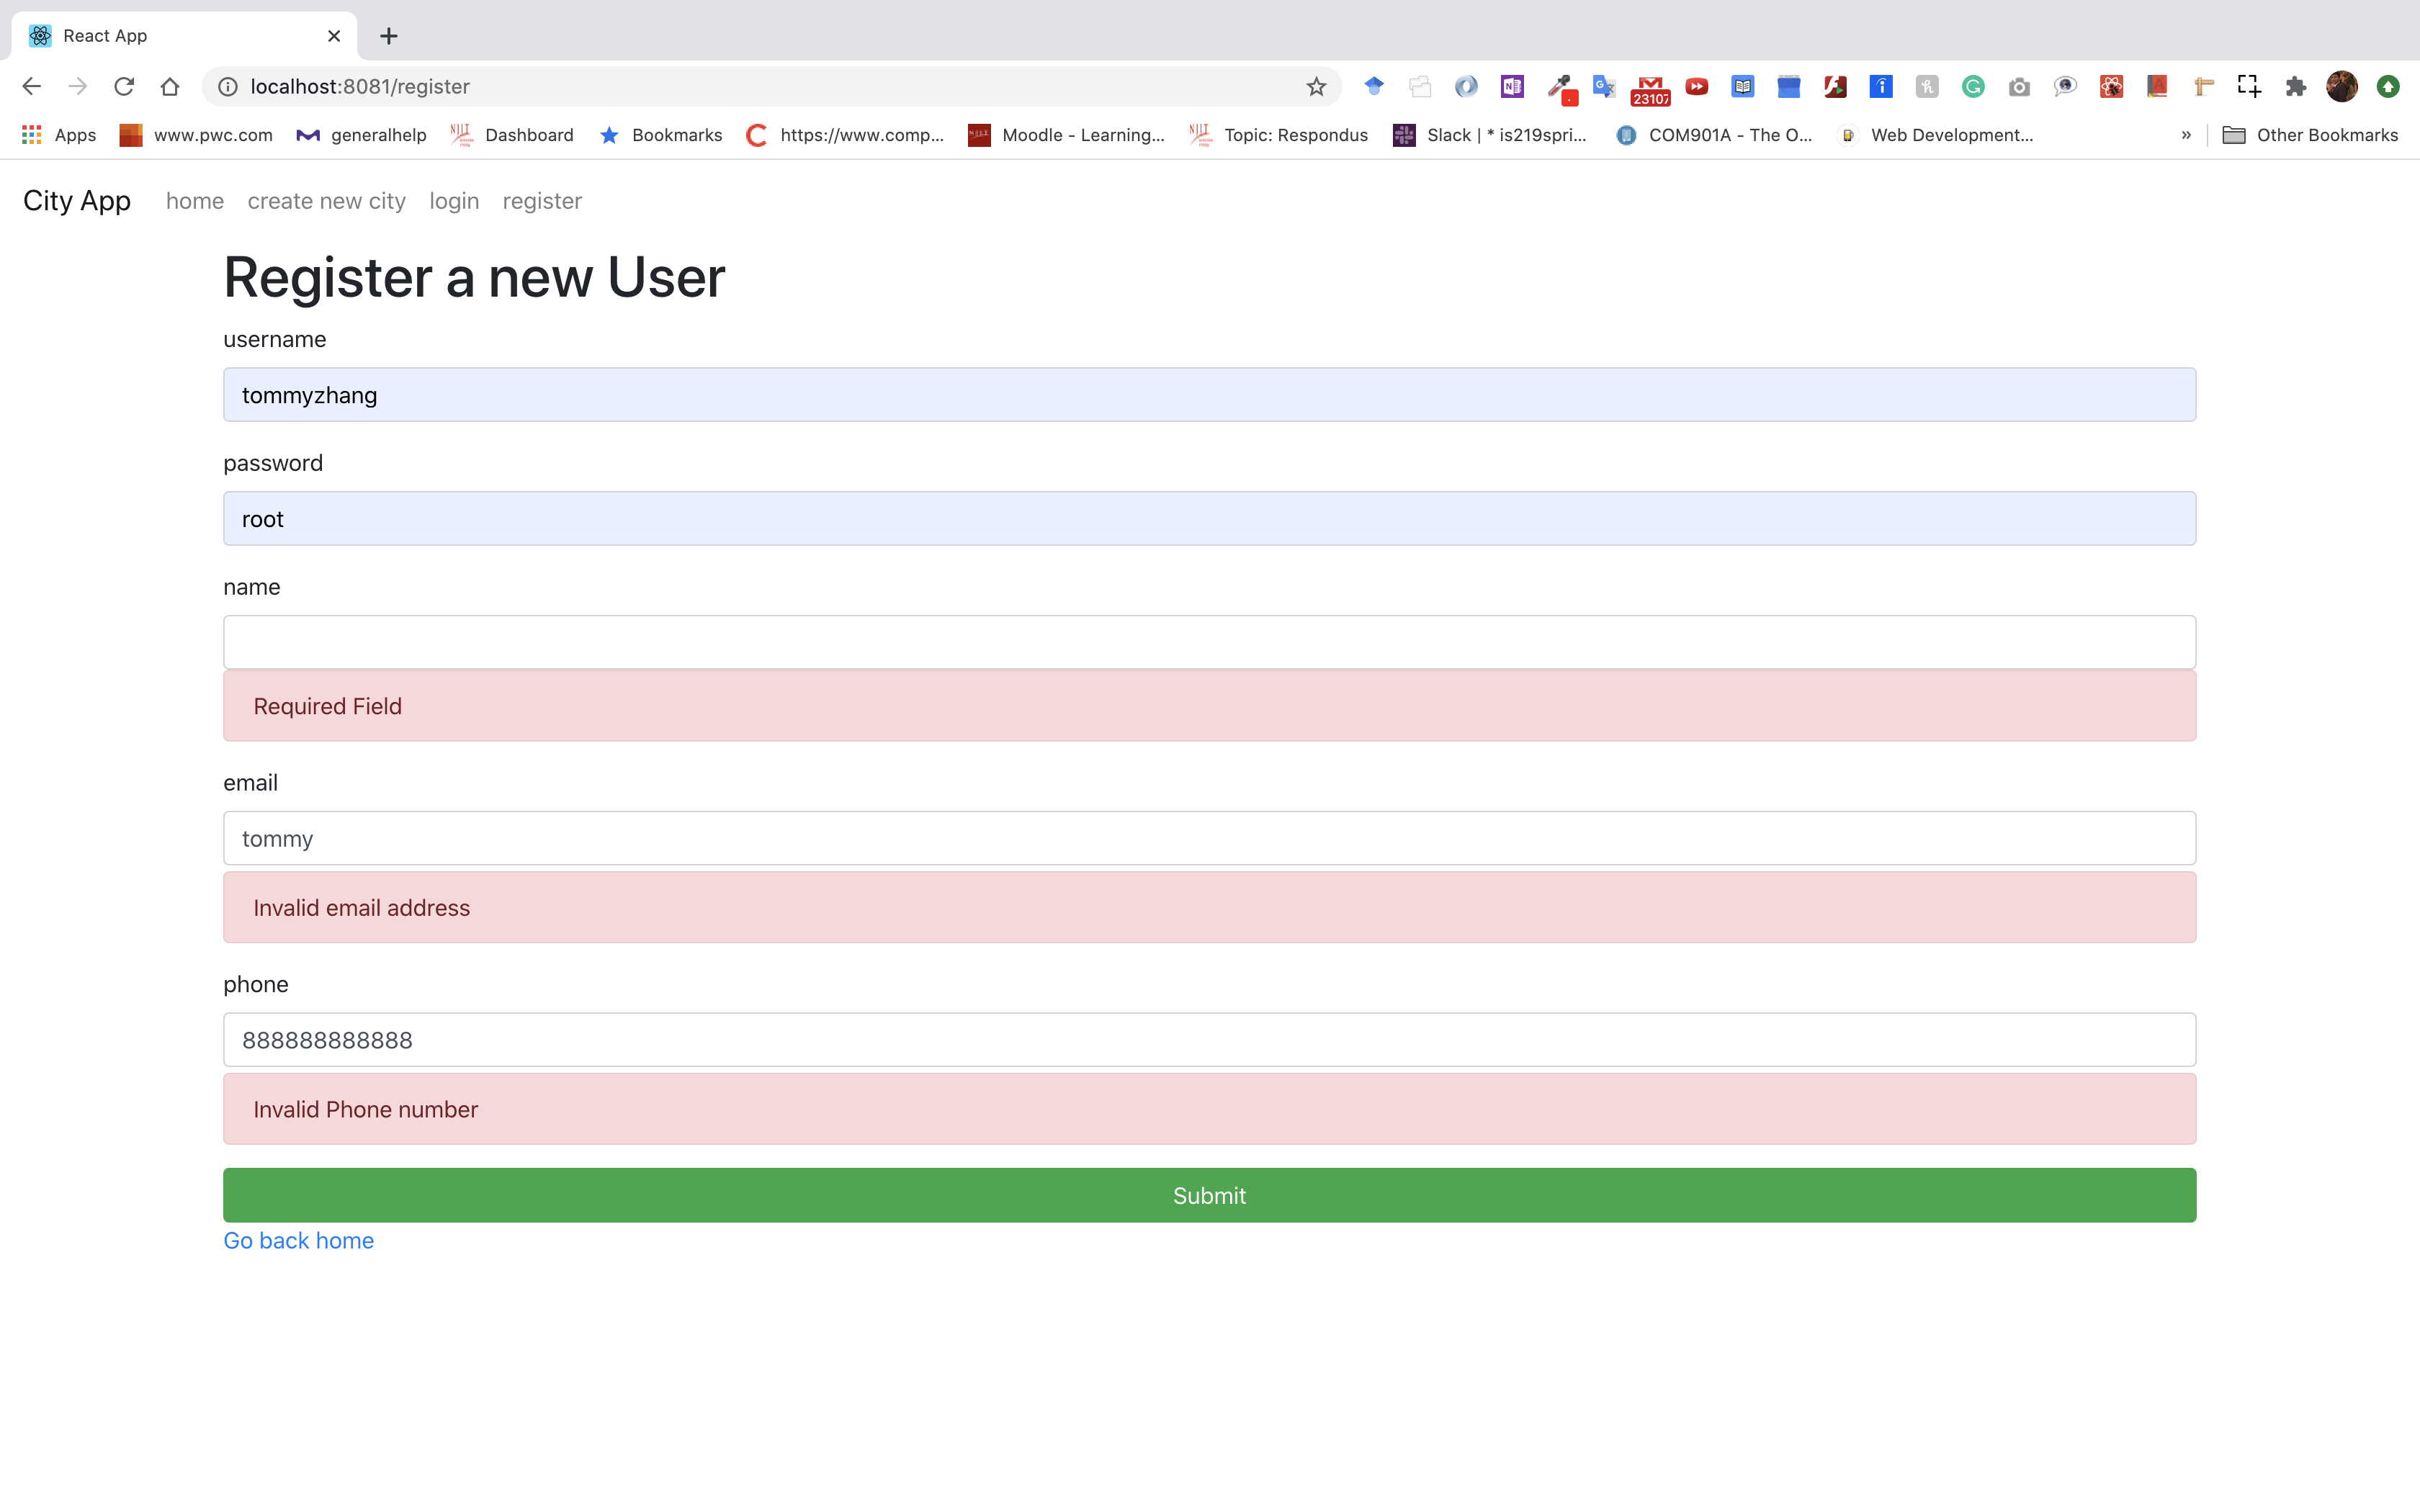 React App
localhost:8081/register
23107
Apps www.pwc.com generalhelp Dashboard Bookmarks https://www.comp... Moodle - Learning... Topic: Respondus Slack | * is219spri... COM901A - The O... Web Development... » Other Bookmarks
City App home create new city login register
Register a new User
username
tommyzhang
password
root
name
Required Field
email
tommy
Invalid email address
phone
888888888888
Invalid Phone number
Submit
Go back home